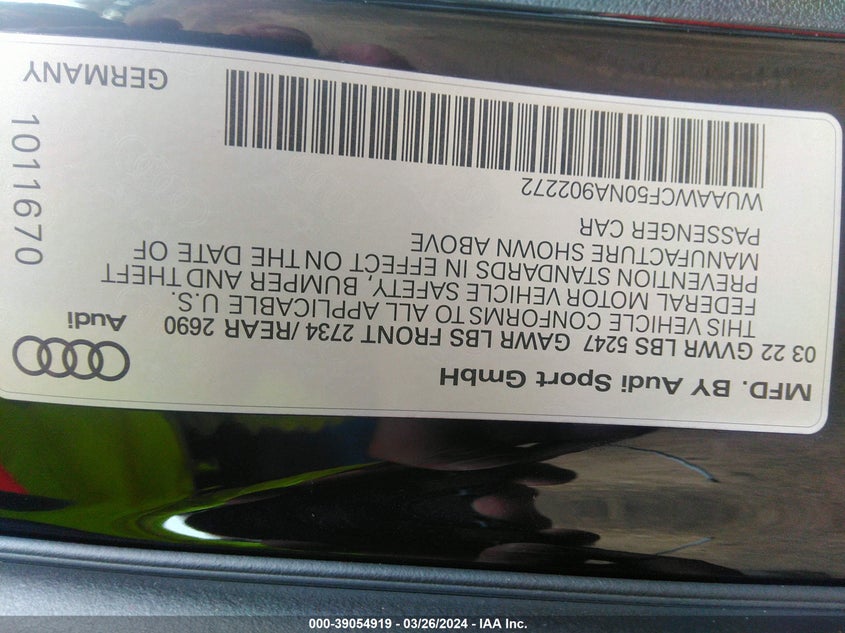 MFD. BY Audi Sport GmbH
03 22 GVWR LBS 5247 GAWR LBS FRONT 2734 /REAR 2690
THIS VEHICLE CONFORMS TO ALL APPLICABLE U.S.
FEDERAL MOTOR VEHICLE SAFETY, BUMPER AND THEFT
PREVENTION STANDARDS IN EFFECT ON THE DATE OF
MANUFACTURE SHOWN ABOVE
PASSENGER CAR
WUAAWCF50NA902272
Audi
1011670
GERMANY
000-39054919 - 03/26/2024 - IAA Inc.